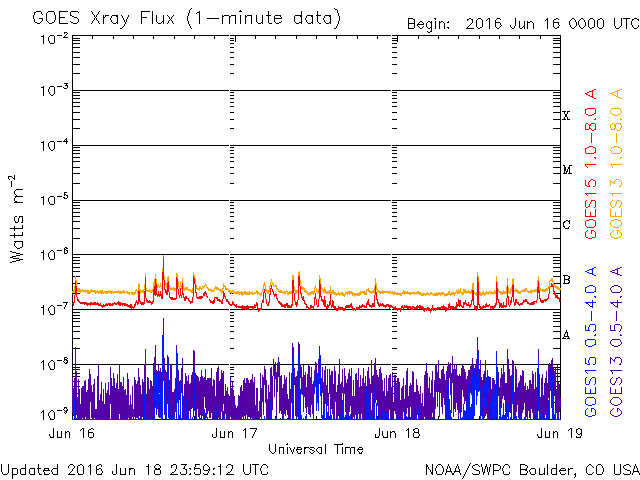 GOES Xray Flux (1-minute data)
Begin: 2016 Jun 16 0000 UTC
10-2
10-3
10-4
10-5
10-6
10-7
10-8
10-9
Watts m-2
X
M
C
B
A
GOES15 1.0-8.0 A
GOES13 1.0-8.0 A
GOES15 0.5-4.0 A
GOES13 0.5-4.0 A
Jun 16
Jun 17
Jun 18
Jun 19
Universal Time
Updated 2016 Jun 18 23:59:12 UTC
NOAA/SWPC Boulder, CO USA